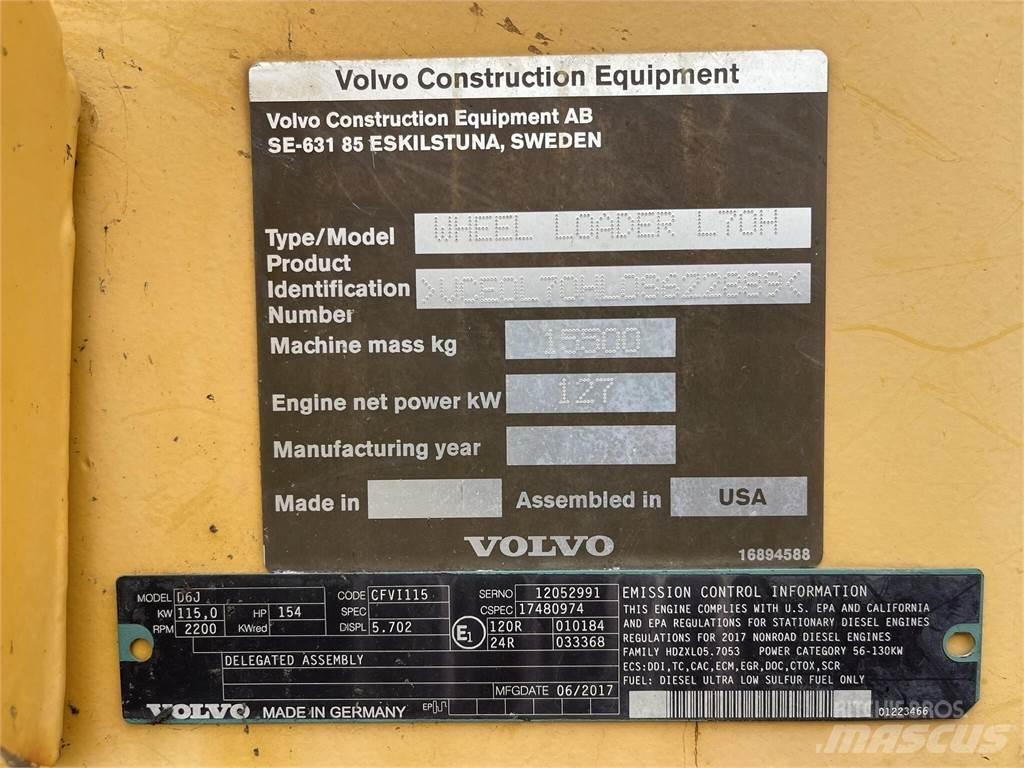 Volvo Construction Equipment
Volvo Construction Equipment AB
SE-631 85 ESKILSTUNA, SWEDEN
Type/Model WHEEL LOADER L70H
Product
Identification
Number
Machine mass kg 15500
Engine net power kW 127
Manufacturing year
Made in Assembled in USA
VOLVO 16894588
MODEL D6J CODE CFVI115 SERNO 12052991
KW 115,0 HP 154 SPEC CSPEC 17480974
RPM 2200 KWred DISPL 5.702 E1 120R 010184
24R 033368
DELEGATED ASSEMBLY
MFGDATE 06/2017
VOLVO MADE IN GERMANY EP
EMISSION CONTROL INFORMATION
THIS ENGINE COMPLIES WITH U.S. EPA AND CALIFORNIA
AND EPA REGULATIONS FOR STATIONARY DIESEL ENGINES
REGULATIONS FOR 2017 NONROAD DIESEL ENGINES
FAMILY HDZXL05.7053 POWER CATEGORY 56-130KW
ECS:DDI,TC,CAC,ECM,EGR,DOC,CTOX,SCR
FUEL: DIESEL ULTRA LOW SULFUR FUEL ONLY
01223466
RITCHIE BROS
MASCUS